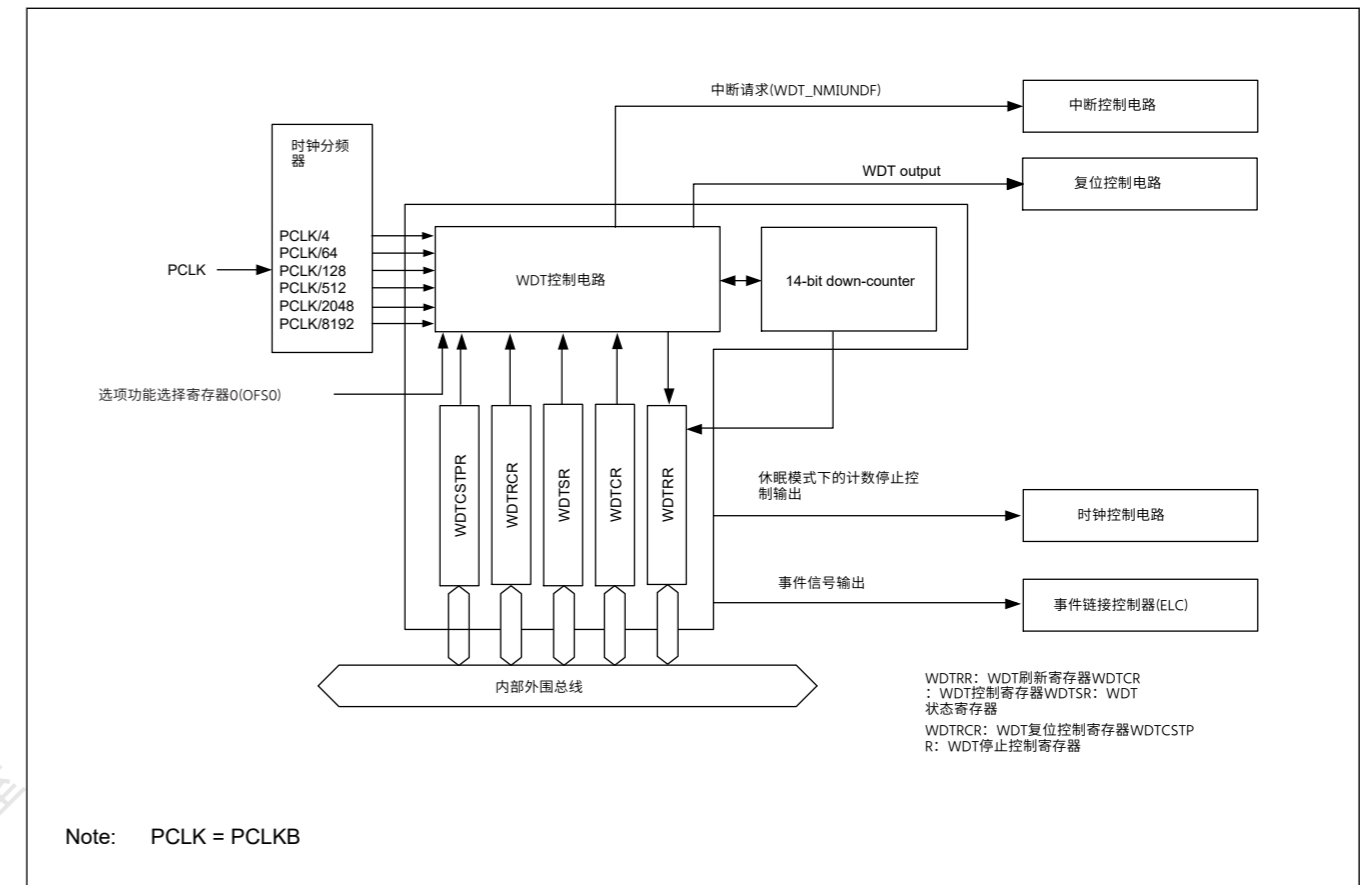 中断请求(WDT_NMIUNDF)
中断控制电路
时钟分频
器
WDT output
复位控制电路
PCLK/4
PCLK/64
PCLK/128
PCLK/512
PCLK/2048
PCLK/8192
PCLK
WDT控制电路
14-bit down-counter
选项功能选择寄存器0(OFS0)
WDTCSTPR
WDTRCR
WDTSR
WDTCR
WDTRR
休眠模式下的计数停止控
制输出
时钟控制电路
事件信号输出
事件链接控制器(ELC)
内部外围总线
WDTRR：WDT刷新寄存器WDTCR
：WDT控制寄存器WDTSR：WDT
状态寄存器
WDTRCR：WDT复位控制寄存器WDTCSTP
R：WDT停止控制寄存器
Note: PCLK = PCLKB